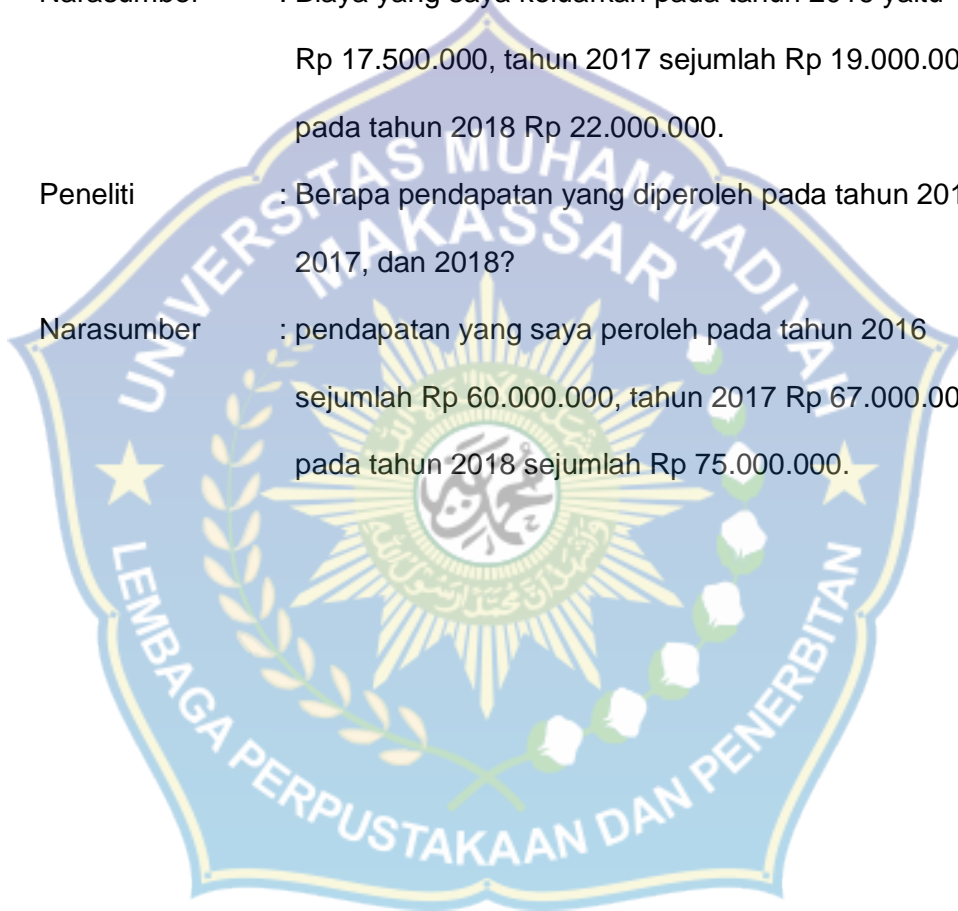 Rp 17.500.000, tahun 2017 sejumlah Rp 19.000.00
pada tahun 2018 Rp 22.000.000.
Peneliti : Berapa pendapatan yang diperoleh pada tahun 201
2017, dan 2018?
Narasumber : pendapatan yang saya peroleh pada tahun 2016
sejumlah Rp 60.000.000, tahun 2017 Rp 67.000.00
pada tahun 2018 sejumlah Rp 75.000.000.
UNIVERSITAS MUHAMMADIYAH
MAKASSAR
LEMBAGA PERPUSTAKAAN DAN PENERBITAN